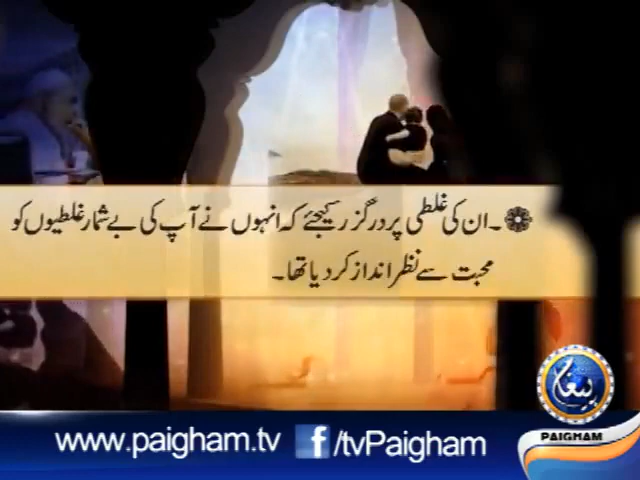 ۔ان کی غلطی پر درگزر کیجئے کہ انہوں نے آپ کی بے شمار غلطیوں کو
محبت سے نظر انداز کر دیا تھا۔
پیغام
PAIGHAM
www.paigham.tv f/tvPaigham